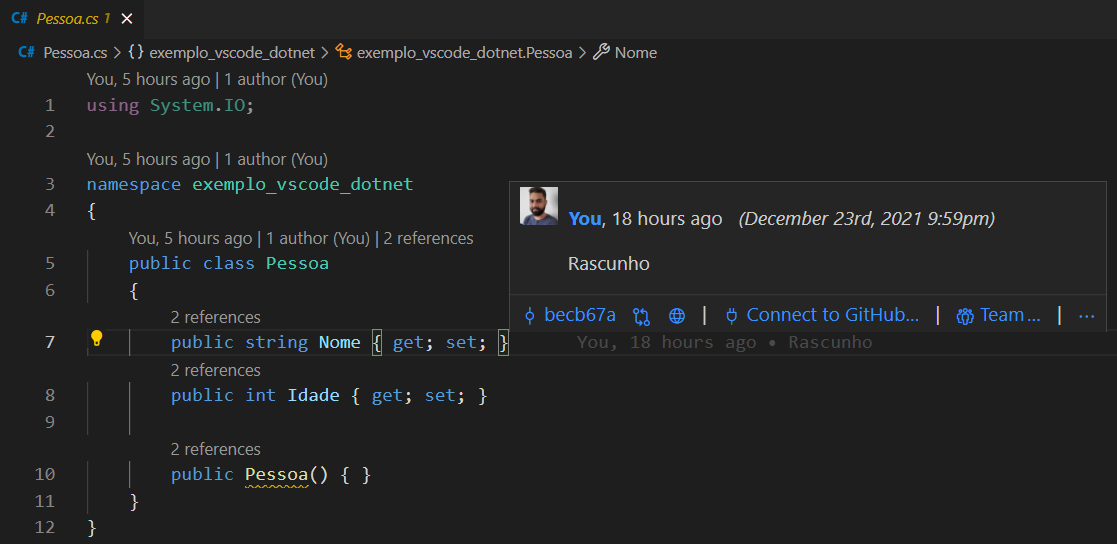 C# Pessoa.cs 1 ×
C# Pessoa.cs > {} exemplo_vscode_dotnet > exemplo_vscode_dotnet.Pessoa > Nome
You, 5 hours ago | 1 author (You)
1 using System.IO;
2
You, 5 hours ago | 1 author (You)
3 namespace exemplo_vscode_dotnet
4 {
You, 5 hours ago | 1 author (You) | 2 references
5 public class Pessoa
6 {
2 references
7 public string Nome { get; set; } You, 18 hours ago • Rascunho
2 references
8 public int Idade { get; set; }
9
2 references
10 public Pessoa() { }
11 }
12 }
You, 18 hours ago (December 23rd, 2021 9:59pm)
Rascunho
becb67a | Connect to GitHub... | Team... | ...